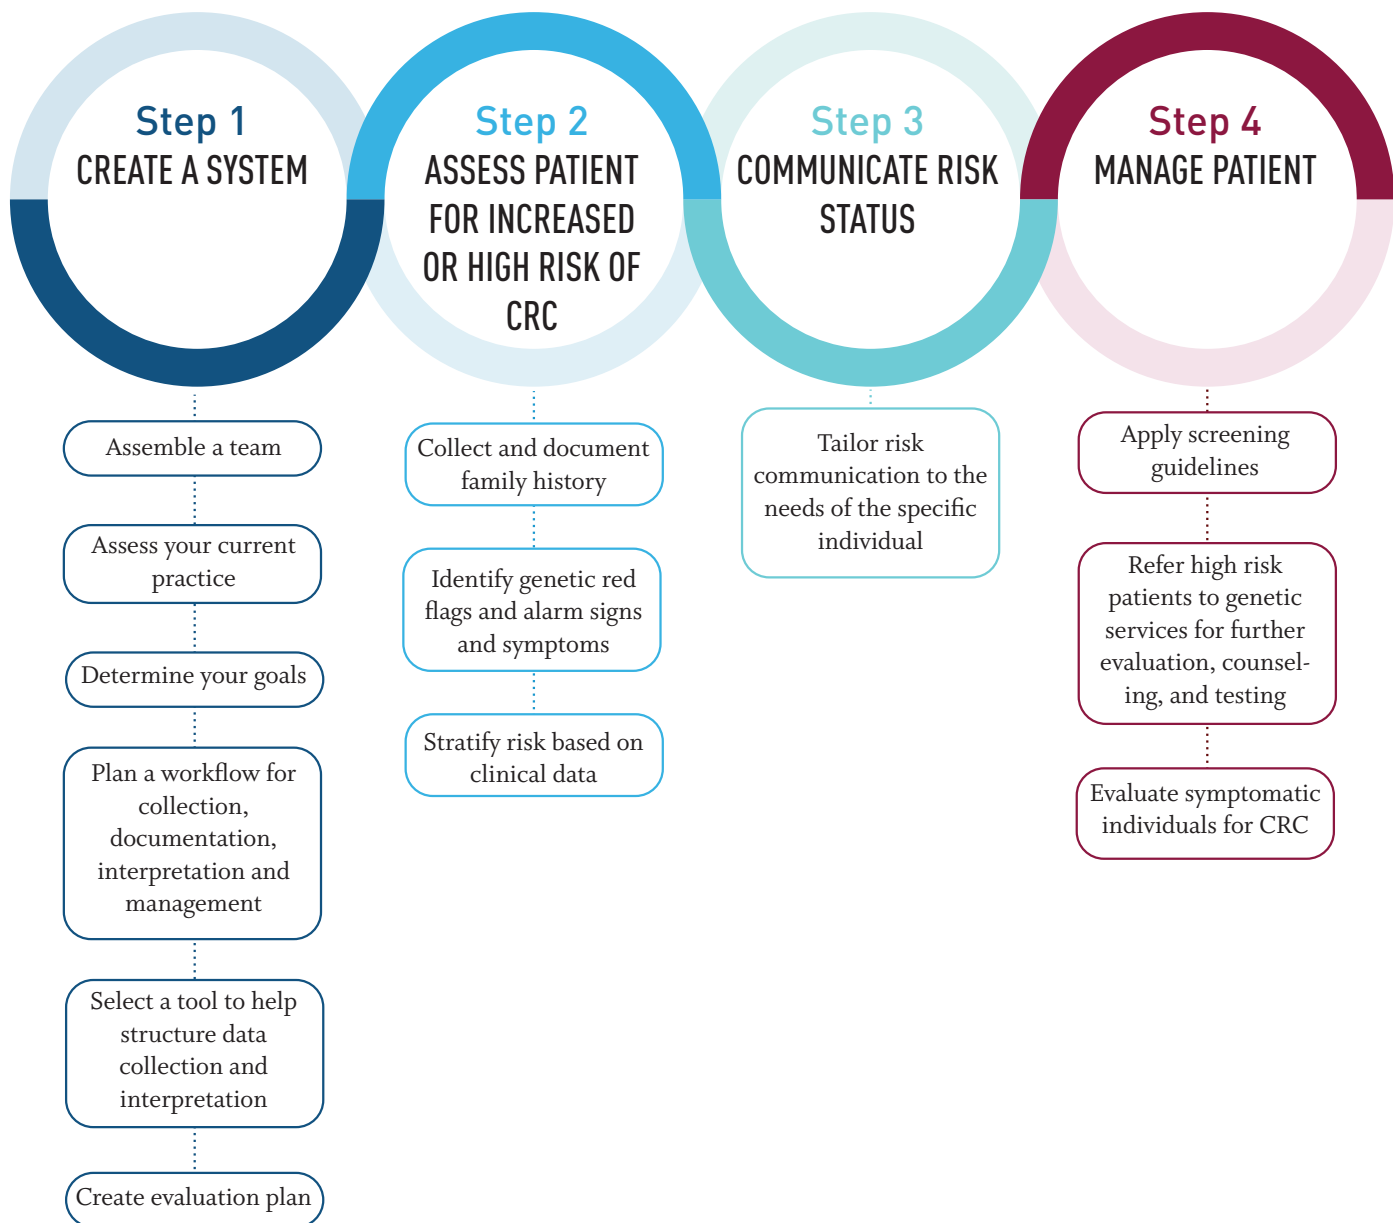 Step 1
CREATE A SYSTEM
Assemble a team
Assess your current
practice
Determine your goals
Plan a workflow for
collection,
documentation,
interpretation and
management
Select a tool to help
structure data
collection and
interpretation
Create evaluation plan
Step 2
ASSESS PATIENT
FOR INCREASED
OR HIGH RISK OF
CRC
Collect and document
family history
Identify genetic red
flags and alarm signs
and symptoms
Stratify risk based on
clinical data
Step 3
COMMUNICATE RISK
STATUS
Tailor risk
communication to the
needs of the specific
individual
Step 4
MANAGE PATIENT
Apply screening
guidelines
Refer high risk
patients to genetic
services for further
evaluation, counsel-
ing, and testing
Evaluate symptomatic
individuals for CRC